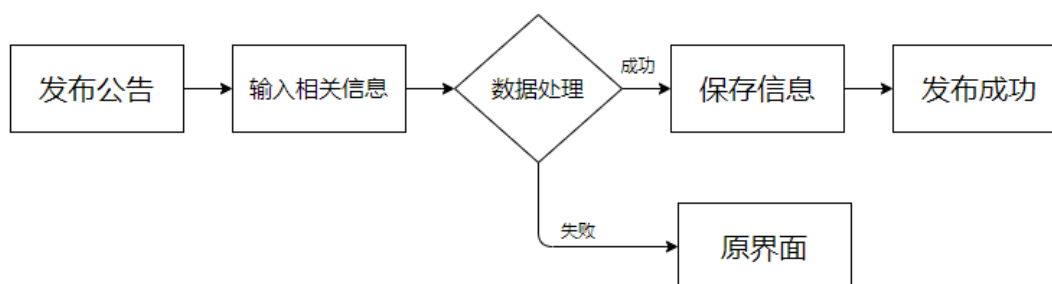 发布公告
输入相关信息
数据处理
成功
保存信息
发布成功
失败
原界面